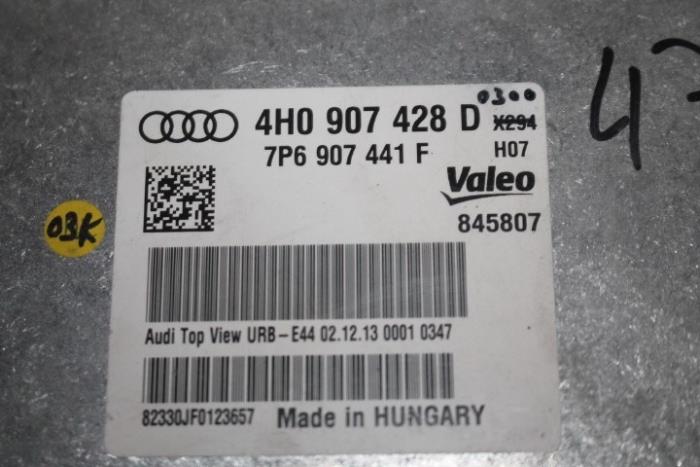 47
0300
4H0 907 428 D X294
7P6 907 441 F H07
Valeo
845807
03K
Audi Top View URB-E44 02.12.13 0001 0347
82330JF0123657 Made in HUNGARY